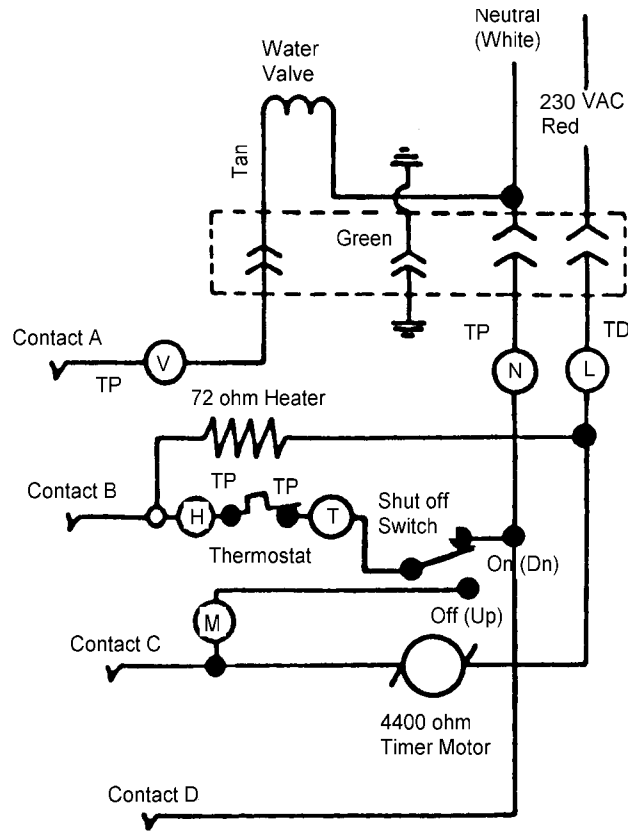 Neutral
(White)
Water
Valve
230 VAC
Red
Tan
Green
Contact A
TP
TD
V
TP
N
L
72 ohm Heater
Contact B
TP
TP
H
T
Shut off
Switch
Thermostat
On (Dn)
Off (Up)
M
Contact C
4400 ohm
Timer Motor
Contact D